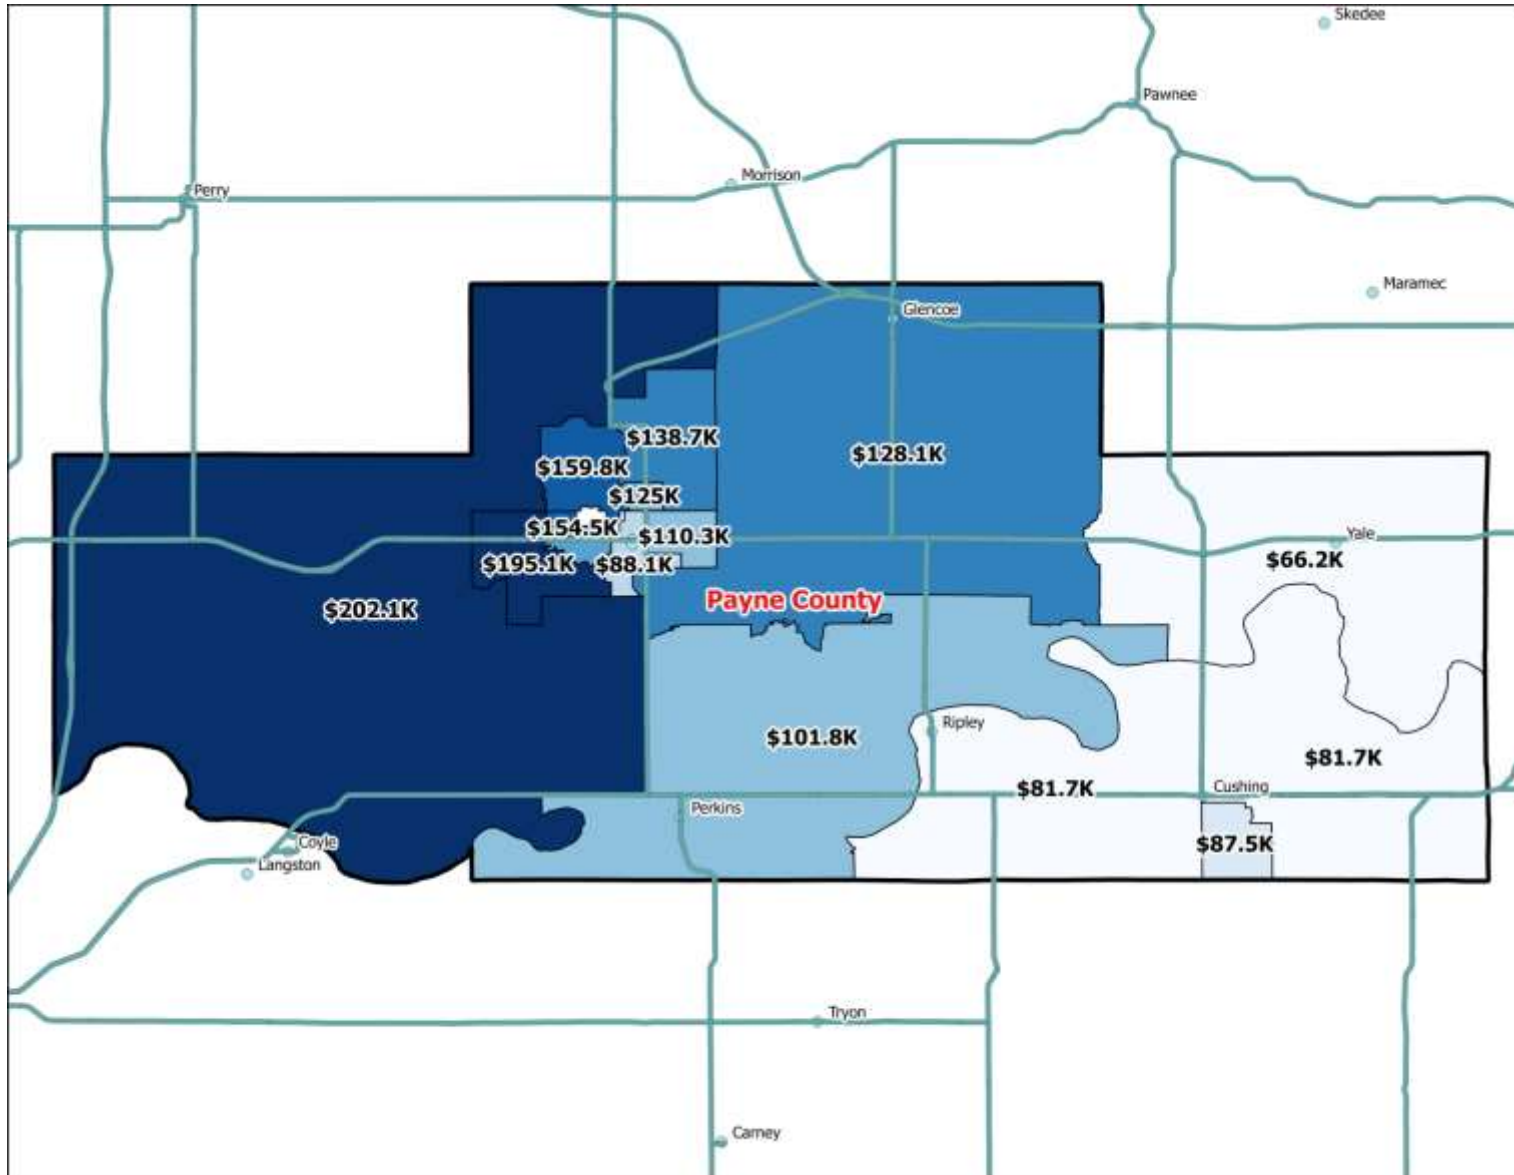 Skedee
Pawnee
Morrison
Perry
Maramec
Glencoe
$138.7K
$128.1K
$159.8K
$125K
$154.5K
$110.3K
Yale
$66.2K
$195.1K
$88.1K
Payne County
$202.1K
Ripley
$101.8K
$81.7K
$81.7K
Cushing
Perkins
Coyle
$87.5K
Langston
Tryon
Carney